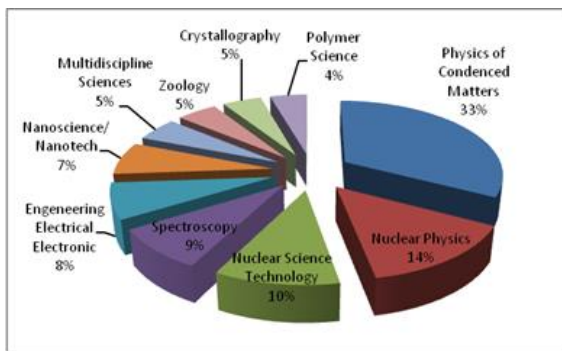 Crystallography
5%
Polymer
Science
4%
Physics of
Condenced
Matters
33%
Multidiscipline
Sciences
5%
Zoology
5%
Nanoscience/
Nanotech
7%
Engeneering
Electrical
Electronic
8%
Spectroscopy
9%
Nuclear Science
Technology
10%
Nuclear Physics
14%